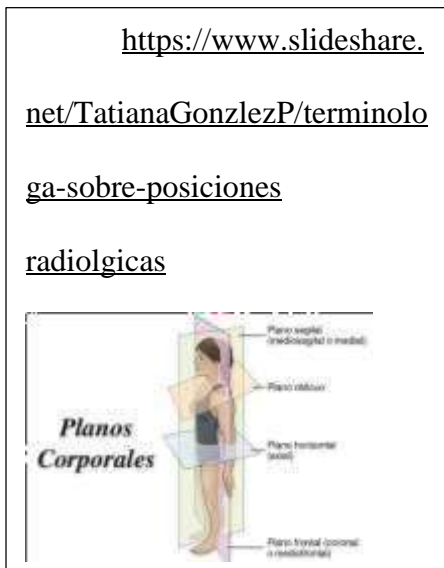 https://www.slideshare.
net/TatianaGonzlezP/terminolo
ga-sobre-posiciones
radiolgicas
Planos
Corporales
Plano sagital
(mediosagital o medial)
Plano oblicuo
Plano horizontal
(axial)
Plano frontal (coronal
o mediofrontal)